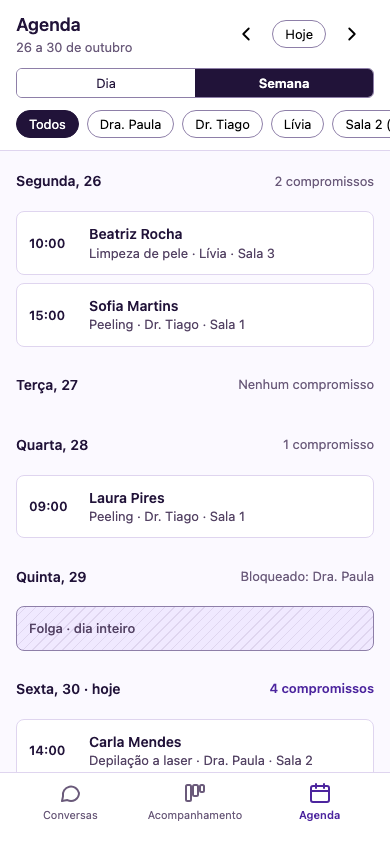 Agenda
26 a 30 de outubro
Hoje
Dia
Semana
Todos
Dra. Paula
Dr. Tiago
Lívia
Sala 2 (
Segunda, 26
2 compromissos
10:00
Beatriz Rocha
Limpeza de pele · Lívia · Sala 3
15:00
Sofia Martins
Peeling · Dr. Tiago · Sala 1
Terça, 27
Nenhum compromisso
Quarta, 28
1 compromisso
09:00
Laura Pires
Peeling · Dr. Tiago · Sala 1
Quinta, 29
Bloqueado: Dra. Paula
Folga · dia inteiro
Sexta, 30 · hoje
4 compromissos
14:00
Carla Mendes
Depilação a laser · Dra. Paula · Sala 2
Conversas
Acompanhamento
Agenda